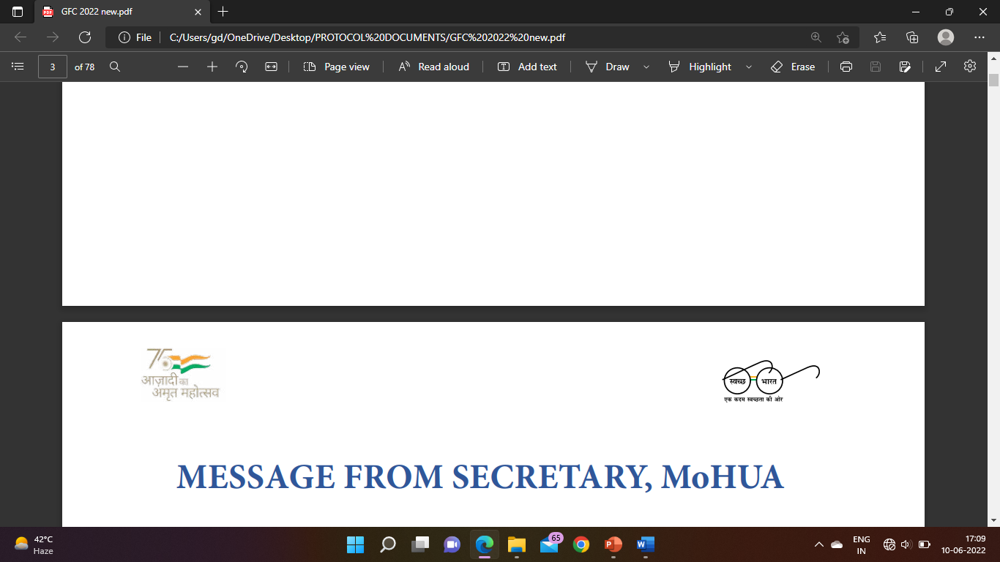 GFC 2022 new.pdf
File
C:/Users/gd/OneDrive/Desktop/PROTOCOL%20DOCUMENTS/GFC%202022%20new.pdf
3 of 78
Page view
Read aloud
Add text
Draw
Highlight
Erase
75
आज़ादी का
अमृत महोत्सव
स्वच्छ भारत
एक कदम स्वच्छता की ओर
MESSAGE FROM SECRETARY, MoHUA
42°C
Haze
65
ENG
IN
17:09
10-06-2022